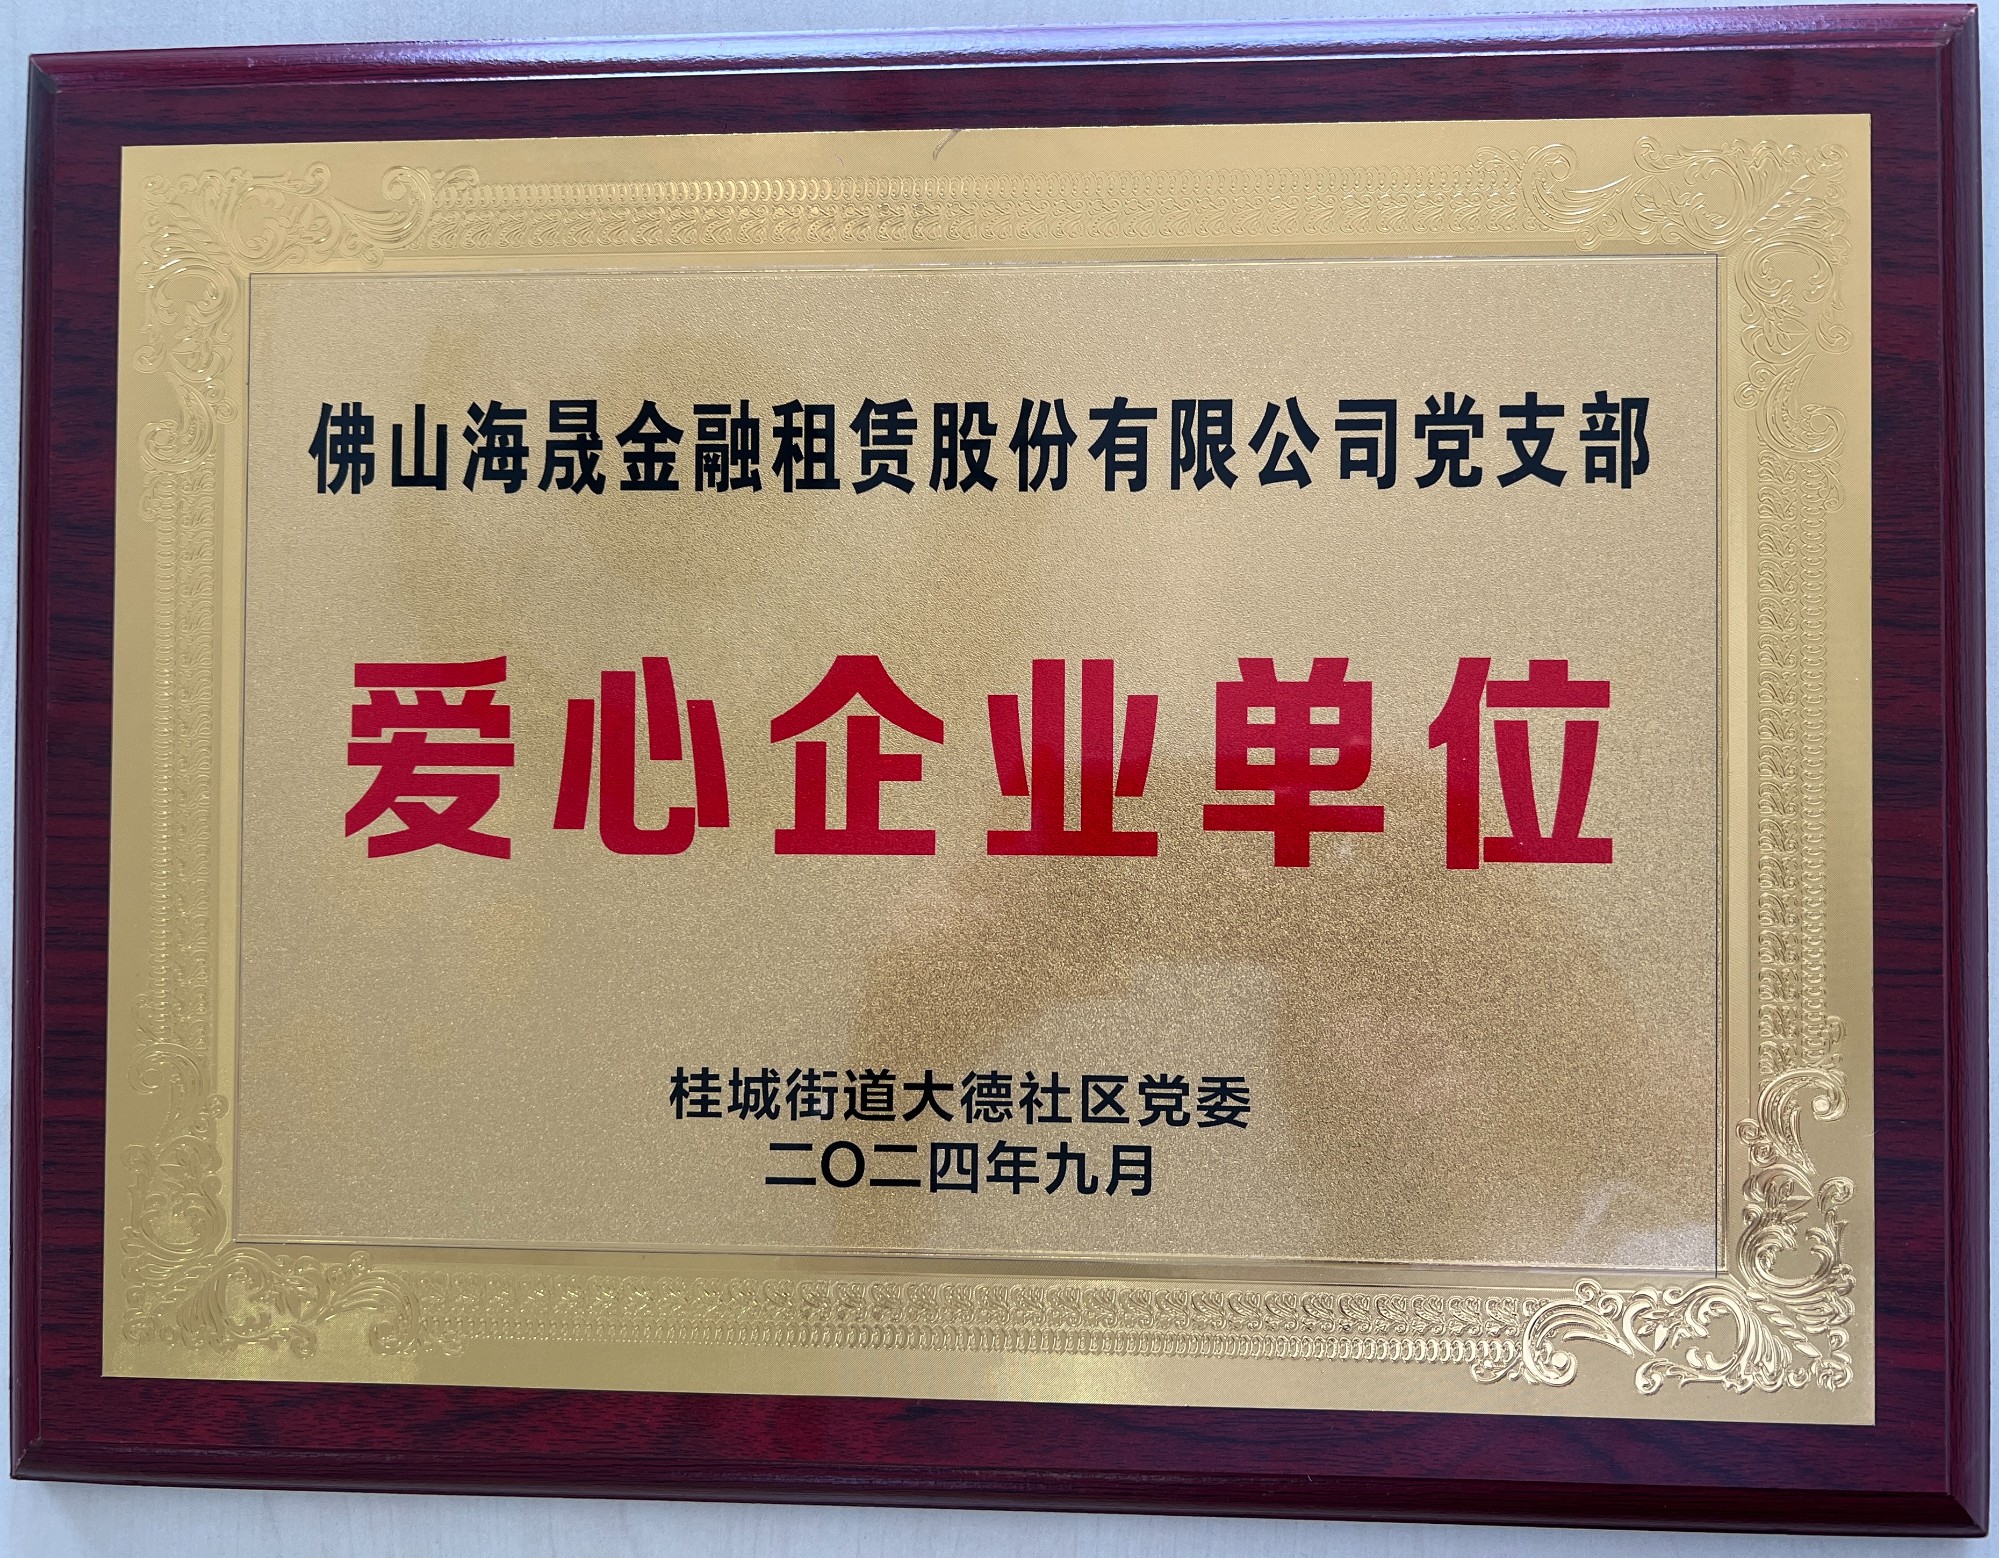 佛山海晟金融租赁股份有限公司党支部
爱心企业单位
桂城街道大德社区党委
二〇二四年九月